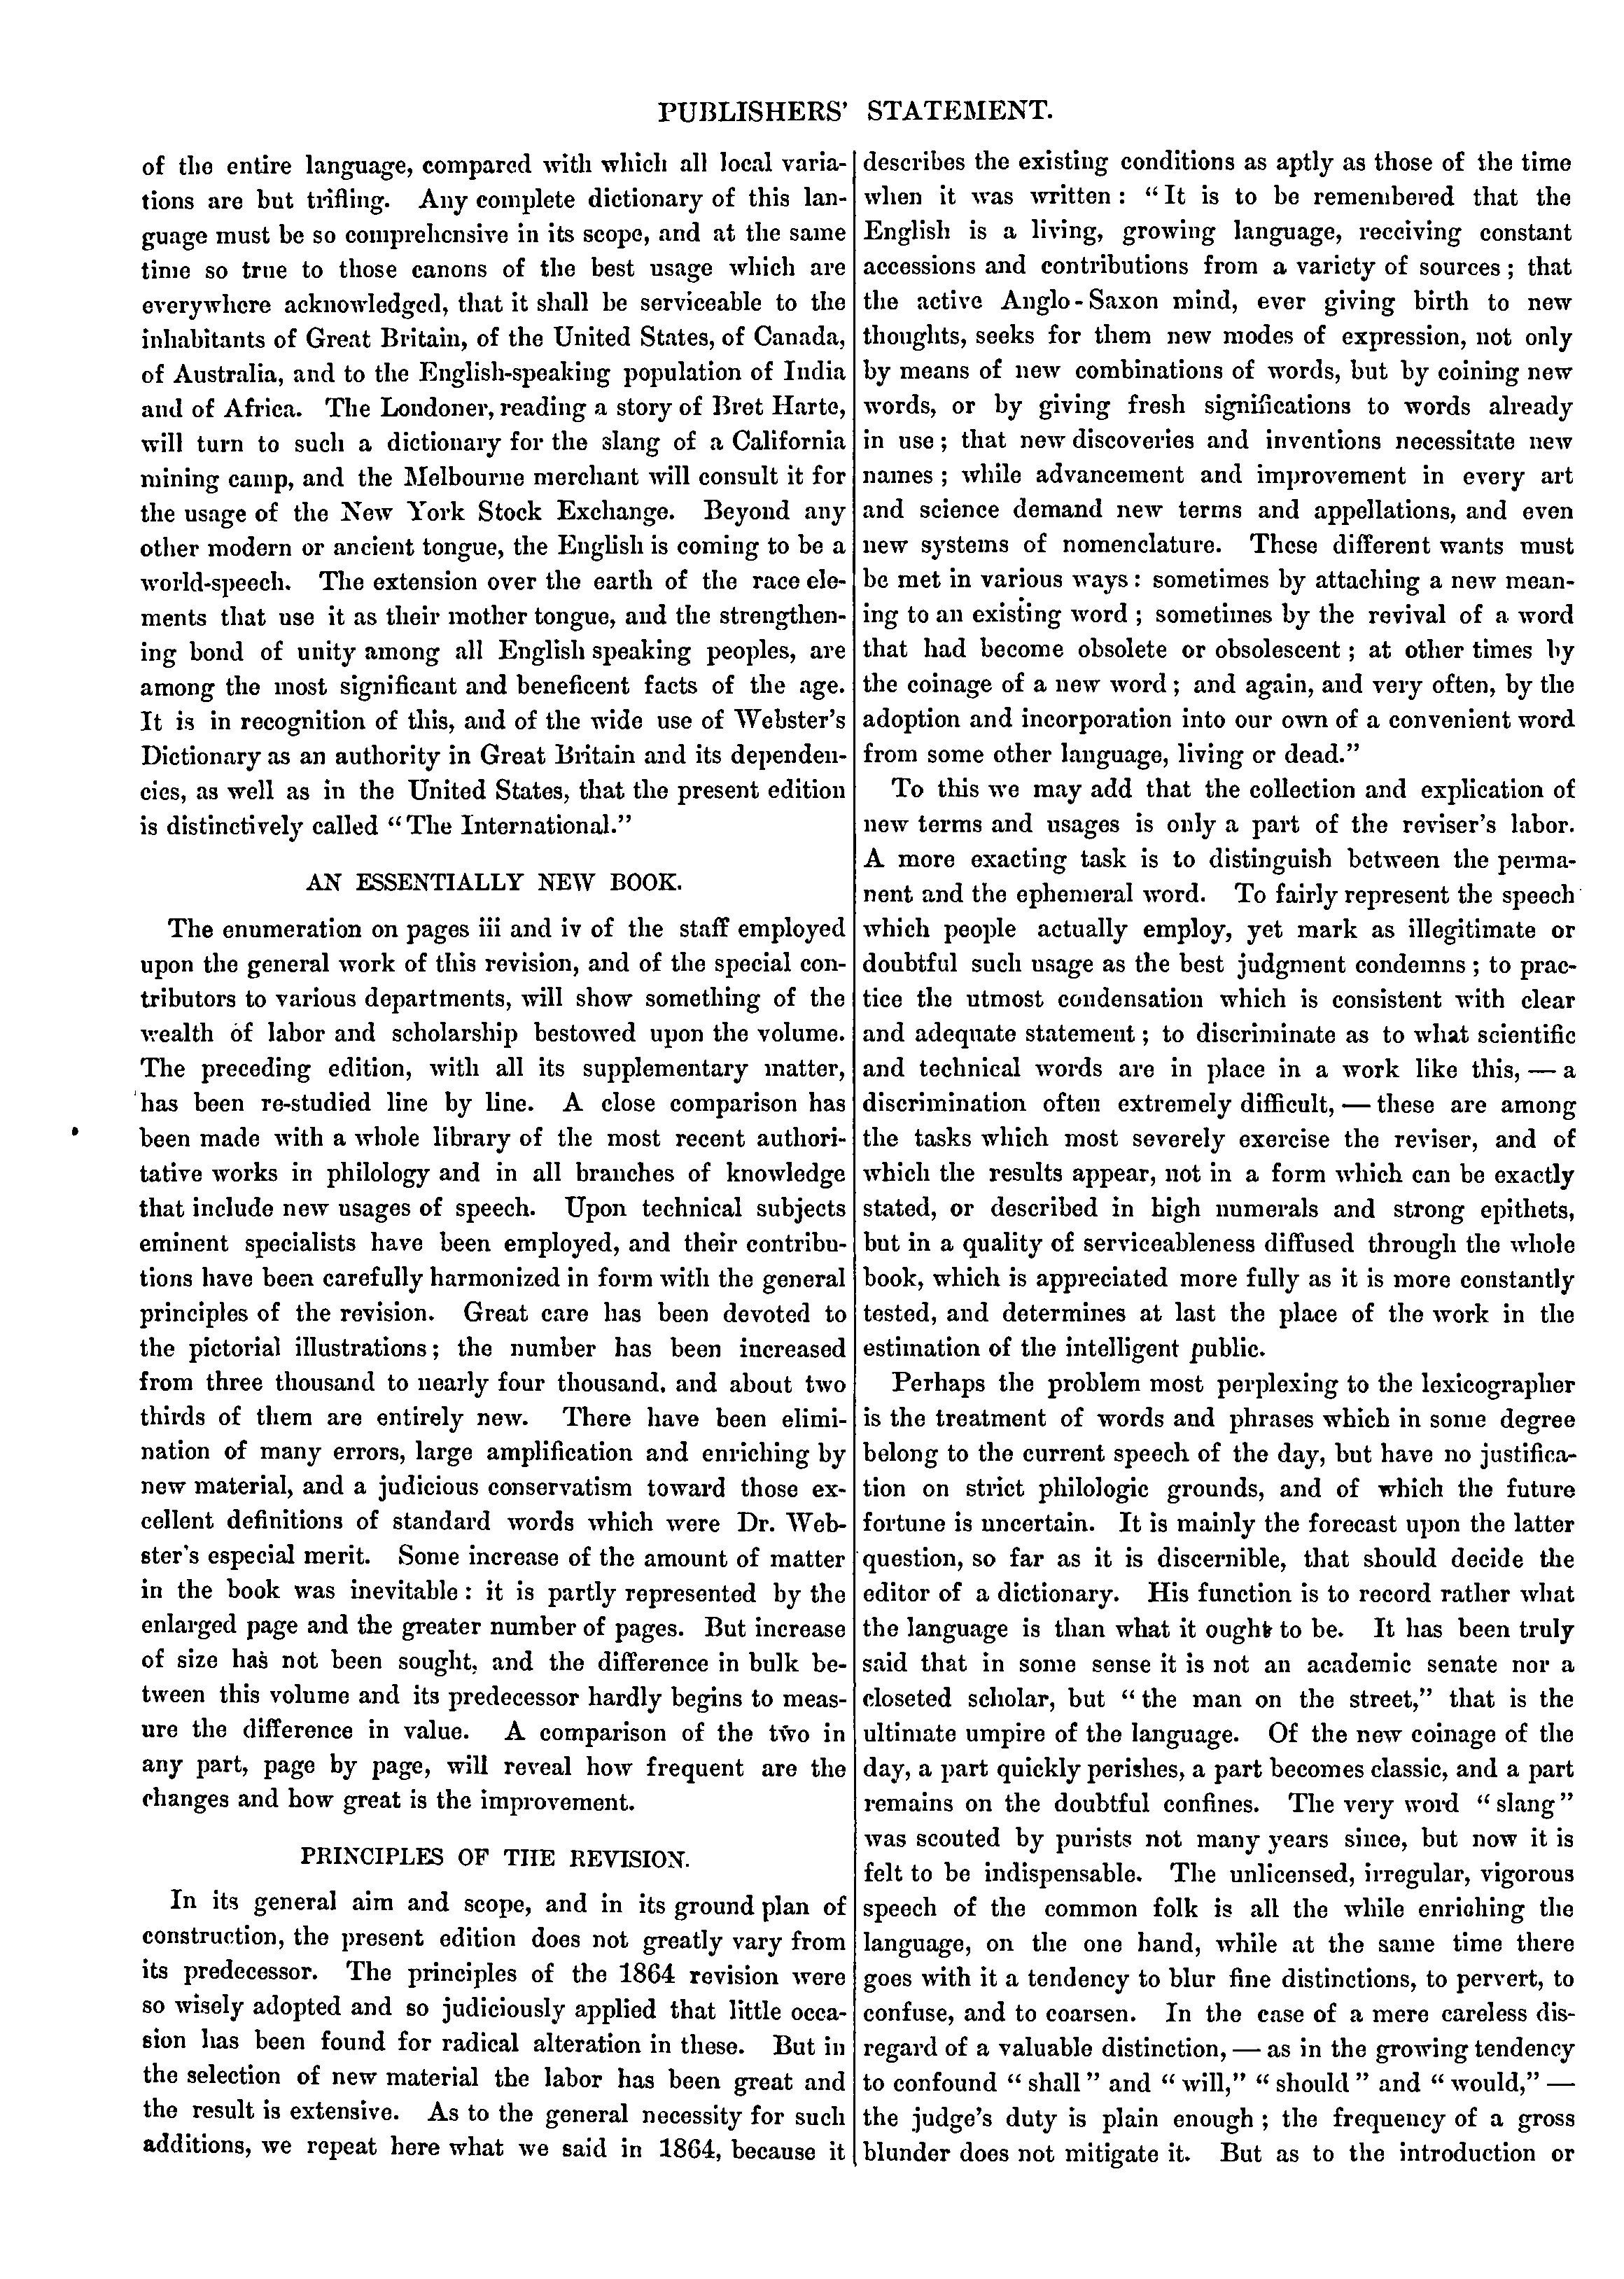 PUBLISHERS' STATEMENT.
of the entire language, compared with which all local varia-
tions are but trifling. Any complete dictionary of this lan-
guage must be so comprehensive in its scope, and at the same
time so true to those canons of the best usage which are
everywhere acknowledged, that it shall be serviceable to the
inhabitants of Great Britain, of the United States, of Canada,
of Australia, and to the English-speaking population of India
and of Africa. The Londoner, reading a story of Bret Harte,
will turn to such a dictionary for the slang of a California
mining camp, and the Melbourne merchant will consult it for
the usage of the New York Stock Exchange. Beyond any
other modern or ancient tongue, the English is coming to be a
world-speech. The extension over the earth of the race ele-
ments that use it as their mother tongue, and the strengthen-
ing bond of unity among all English speaking peoples, are
among the most significant and beneficent facts of the age.
It is in recognition of this, and of the wide use of Webster's
Dictionary as an authority in Great Britain and its dependen-
cies, as well as in the United States, that the present edition
is distinctively called "The International."
AN ESSENTIALLY NEW BOOK.
The enumeration on pages iii and iv of the staff employed
upon the general work of this revision, and of the special con-
tributors to various departments, will show something of the
wealth of labor and scholarship bestowed upon the volume.
The preceding edition, with all its supplementary matter,
has been re-studied line by line. A close comparison has
been made with a whole library of the most recent authori-
tative works in philology and in all branches of knowledge
that include new usages of speech. Upon technical subjects
eminent specialists have been employed, and their contribu-
tions have been carefully harmonized in form with the general
principles of the revision. Great care has been devoted to
the pictorial illustrations; the number has been increased
from three thousand to nearly four thousand, and about two
thirds of them are entirely new. There have been elimi-
nation of many errors, large amplification and enriching by
new material, and a judicious conservatism toward those ex-
cellent definitions of standard words which were Dr. Web-
ster's especial merit. Some increase of the amount of matter
in the book was inevitable: it is partly represented by the
enlarged page and the greater number of pages. But increase
of size has not been sought, and the difference in bulk be-
tween this volume and its predecessor hardly begins to meas-
ure the difference in value. A comparison of the two in
any part, page by page, will reveal how frequent are the
changes and how great is the improvement.
PRINCIPLES OF THE REVISION.
In its general aim and scope, and in its ground plan of
construction, the present edition does not greatly vary from
its predecessor. The principles of the 1864 revision were
so wisely adopted and so judiciously applied that little occa-
sion has been found for radical alteration in these. But in
the selection of new material the labor has been great and
the result is extensive. As to the general necessity for such
additions, we repeat here what we said in 1864, because it
describes the existing conditions as aptly as those of the time
when it was written: "It is to be remembered that the
English is a living, growing language, receiving constant
accessions and contributions from a variety of sources; that
the active Anglo-Saxon mind, ever giving birth to new
thoughts, seeks for them new modes of expression, not only
by means of new combinations of words, but by coining new
words, or by giving fresh significations to words already
in use; that new discoveries and inventions necessitate new
names; while advancement and improvement in every art
and science demand new terms and appellations, and even
new systems of nomenclature. These different wants must
be met in various ways: sometimes by attaching a new mean-
ing to an existing word; sometimes by the revival of a word
that had become obsolete or obsolescent; at other times by
the coinage of a new word; and again, and very often, by the
adoption and incorporation into our own of a convenient word
from some other language, living or dead."
To this we may add that the collection and explication of
new terms and usages is only a part of the reviser's labor.
A more exacting task is to distinguish between the perma-
nent and the ephemeral word. To fairly represent the speech
which people actually employ, yet mark as illegitimate or
doubtful such usage as the best judgment condemns; to prac-
tice the utmost condensation which is consistent with clear
and adequate statement; to discriminate as to what scientific
and technical words are in place in a work like this, — a
discrimination often extremely difficult, — these are among
the tasks which most severely exercise the reviser, and of
which the results appear, not in a form which can be exactly
stated, or described in high numerals and strong epithets,
but in a quality of serviceableness diffused through the whole
book, which is appreciated more fully as it is more constantly
tested, and determines at last the place of the work in the
estimation of the intelligent public.
Perhaps the problem most perplexing to the lexicographer
is the treatment of words and phrases which in some degree
belong to the current speech of the day, but have no justifica-
tion on strict philologic grounds, and of which the future
fortune is uncertain. It is mainly the forecast upon the latter
question, so far as it is discernible, that should decide the
editor of a dictionary. His function is to record rather what
the language is than what it ought to be. It has been truly
said that in some sense it is not an academic senate nor a
closeted scholar, but "the man on the street," that is the
ultimate umpire of the language. Of the new coinage of the
day, a part quickly perishes, a part becomes classic, and a part
remains on the doubtful confines. The very word "slang"
was scouted by purists not many years since, but now it is
felt to be indispensable. The unlicensed, irregular, vigorous
speech of the common folk is all the while enriching the
language, on the one hand, while at the same time there
goes with it a tendency to blur fine distinctions, to pervert, to
confuse, and to coarsen. In the case of a mere careless dis-
regard of a valuable distinction, — as in the growing tendency
to confound "shall" and "will," "should" and "would," —
the judge's duty is plain enough; the frequency of a gross
blunder does not mitigate it. But as to the introduction or